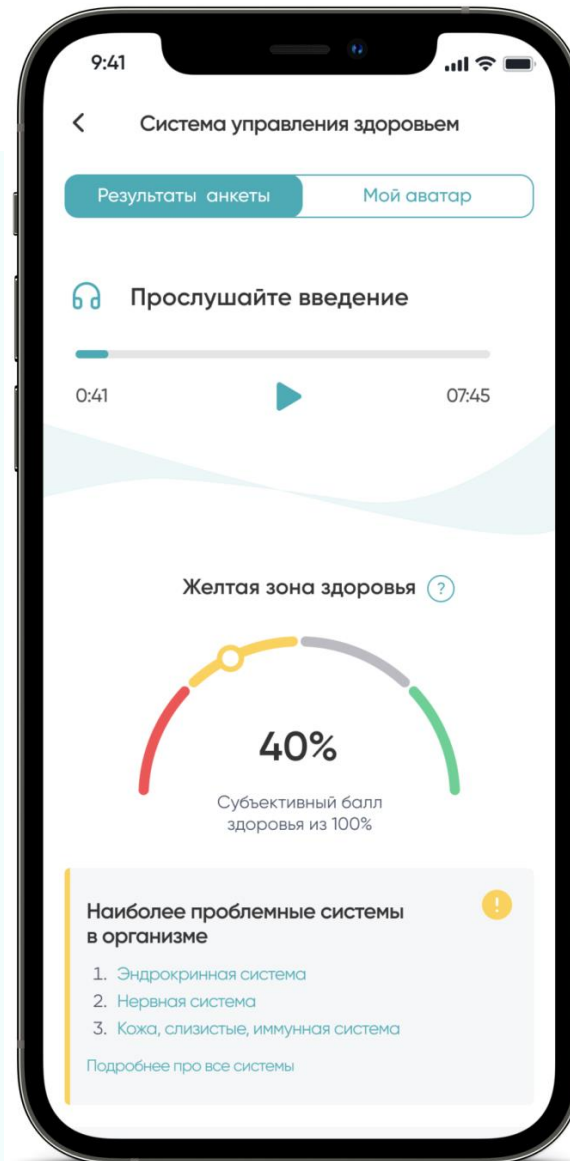 9:41
Система управления здоровьем
Результаты анкеты
Мой аватар
Прослушайте введение
0:41
07:45
Желтая зона здоровья ?
40%
Субъективный балл
здоровья из 100%
Наиболее проблемные системы
в организме
!
1. Эндрокринная система
2. Нервная система
3. Кожа, слизистые, иммунная система
Подробнее про все системы